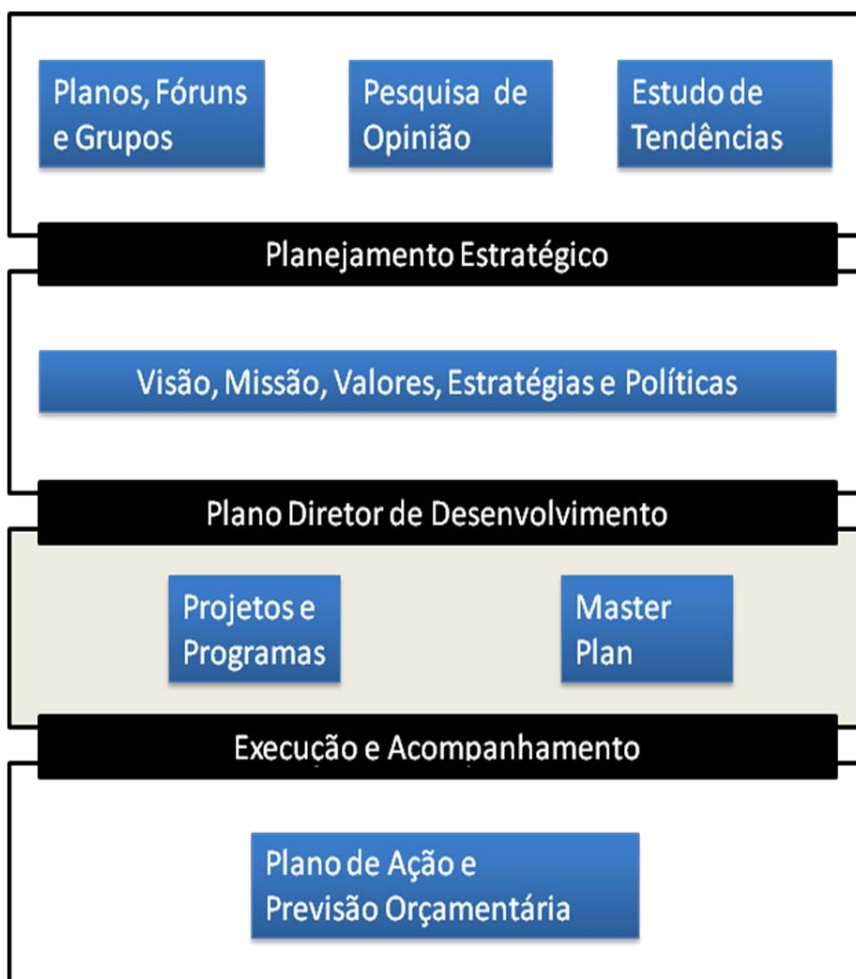 Planos, Fóruns
e Grupos
Pesquisa de
Opinião
Estudo de
Tendências
Planejamento Estratégico
Visão, Missão, Valores, Estratégias e Políticas
Plano Diretor de Desenvolvimento
Projetos e
Programas
Master
Plan
Execução e Acompanhamento
Plano de Ação e
Previsão Orçamentária